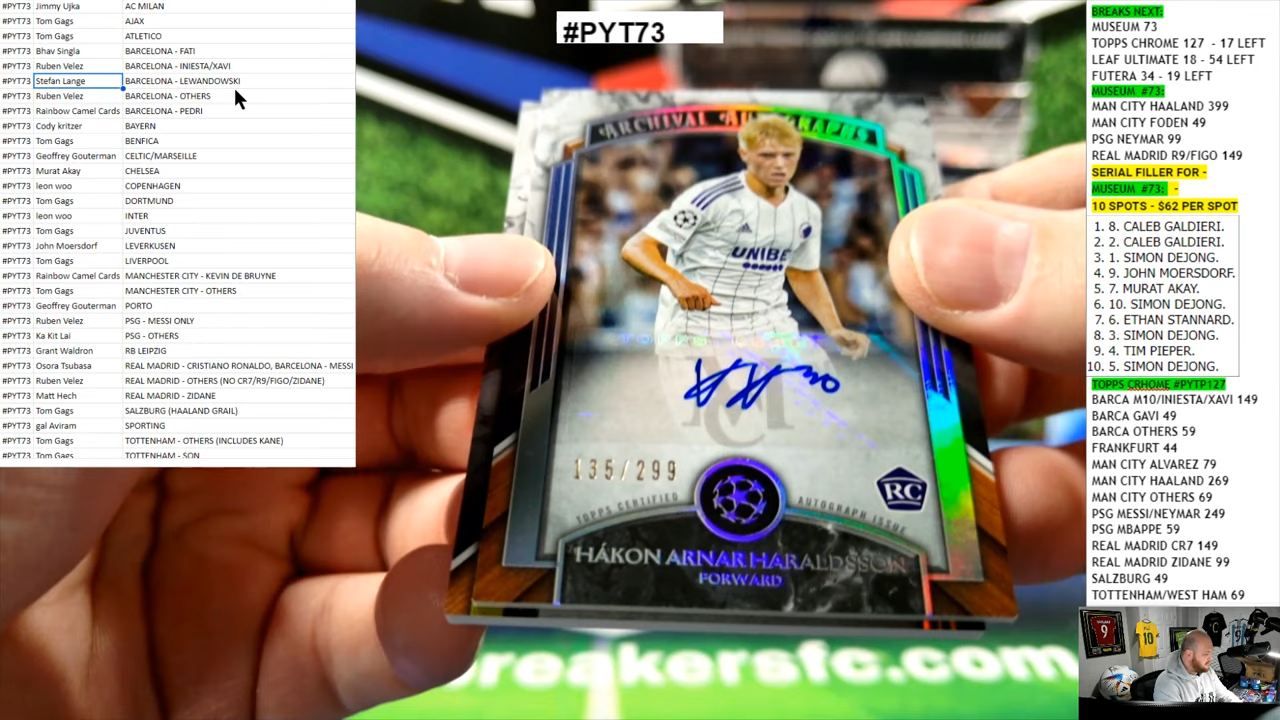 #PYT73 Jimmy Ujka AC MILAN
#PYT73 Tom Gags AJAX
#PYT73 Tom Gags ATLETICO
#PYT73 Bhav Singla BARCELONA - FATI
#PYT73 Ruben Velez BARCELONA - INIESTA/XAVI
#PYT73 Stefan Lange BARCELONA - LEWANDOWSKI
#PYT73 Ruben Velez BARCELONA - OTHERS
#PYT73 Rainbow Camel Cards BARCELONA - PEDRI
#PYT73 Cody kritzer BAYERN
#PYT73 Tom Gags BENFICA
#PYT73 Geoffrey Gouterman CELTIC/MARSEILLE
#PYT73 Murat Akay CHELSEA
#PYT73 leon woo COPENHAGEN
#PYT73 Tom Gags DORTMUND
#PYT73 leon woo INTER
#PYT73 Tom Gags JUVENTUS
#PYT73 John Moersdorf LEVERKUSEN
#PYT73 Tom Gags LIVERPOOL
#PYT73 Rainbow Camel Cards MANCHESTER CITY - KEVIN DE BRUYNE
#PYT73 Tom Gags MANCHESTER CITY - OTHERS
#PYT73 Geoffrey Gouterman PORTO
#PYT73 Ruben Velez PSG - MESSI ONLY
#PYT73 Ka Kit Lai PSG - OTHERS
#PYT73 Grant Waldron RB LEIPZIG
#PYT73 Osora Tsubasa REAL MADRID - CRISTIANO RONALDO, BARCELONA - MESSI
#PYT73 Ruben Velez REAL MADRID - OTHERS (NO CR7/R9/FIGO/ZIDANE)
#PYT73 Matt Hech REAL MADRID - ZIDANE
#PYT73 Tom Gags SALZBURG (HAALAND GRAIL)
#PYT73 gal Aviram SPORTING
#PYT73 Tom Gags TOTTENHAM - OTHERS (INCLUDES KANE)
#PYT73 Tom Gags TOTTENHAM - SON
#PYT73
ARCHIVAL AUTOGRAPHS
UNIBET
135/299
TOPPS CERTIFIED AUTOGRAPH ISSUE
RC
HÁKON ARNAR HARALDSSON
FORWARD
breakersfc.com
BREAKS NEXT:
MUSEUM 73
TOPPS CHROME 127 - 17 LEFT
LEAF ULTIMATE 18 - 54 LEFT
FUTERA 34 - 19 LEFT
MUSEUM #73:
MAN CITY HAALAND 399
MAN CITY FODEN 49
PSG NEYMAR 99
REAL MADRID R9/FIGO 149
SERIAL FILLER FOR -
MUSEUM #73: -
10 SPOTS - $62 PER SPOT
1. 8. CALEB GALDIERI.
2. 2. CALEB GALDIERI.
3. 1. SIMON DEJONG.
4. 9. JOHN MOERSDORF.
5. 7. MURAT AKAY.
6. 10. SIMON DEJONG.
7. 6. ETHAN STANNARD.
8. 3. SIMON DEJONG.
9. 4. TIM PIEPER.
10. 5. SIMON DEJONG.
TOPPS CRHOME #PYTP127
BARCA M10/INIESTA/XAVI 149
BARCA GAVI 49
BARCA OTHERS 59
FRANKFURT 44
MAN CITY ALVAREZ 79
MAN CITY HAALAND 269
MAN CITY OTHERS 69
PSG MESSI/NEYMAR 249
PSG MBAPPE 59
REAL MADRID CR7 149
REAL MADRID ZIDANE 99
SALZBURG 49
TOTTENHAM/WEST HAM 69